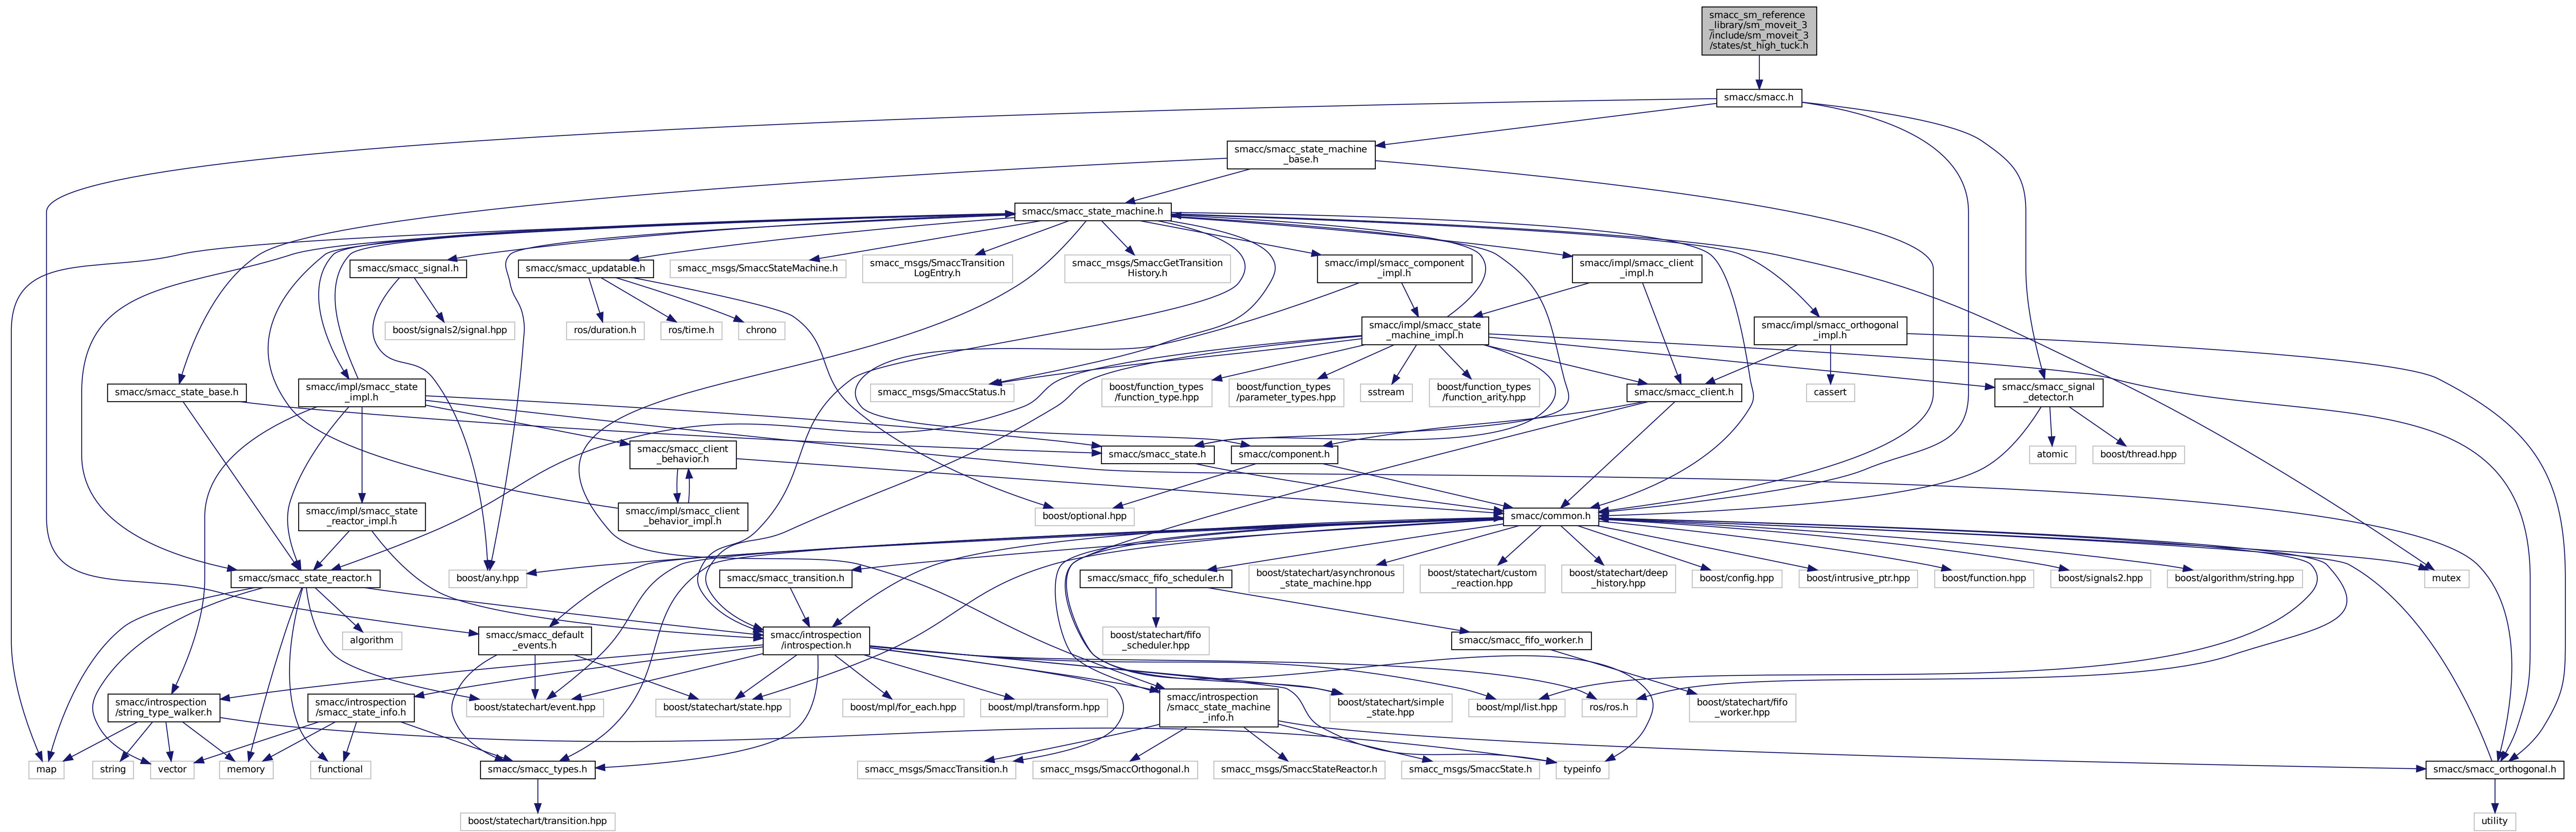 smacc_sm_reference
_library/sm_moveit_3
/include/sm_moveit_3
/states/st_high_tuck.h
smacc/smacc.h
smacc/smacc_state_machine
_base.h
smacc/smacc_state_machine.h
smacc/smacc_signal.h
smacc/smacc_updatable.h
smacc_msgs/SmaccStateMachine.h
smacc_msgs/SmaccTransition
LogEntry.h
smacc_msgs/SmaccGetTransition
History.h
smacc/impl/smacc_component
_impl.h
smacc/impl/smacc_client
_impl.h
boost/signals2/signal.hpp
ros/duration.h
ros/time.h
chrono
smacc/impl/smacc_state
_machine_impl.h
smacc/impl/smacc_orthogonal
_impl.h
smacc/smacc_state_base.h
smacc/impl/smacc_state
_impl.h
smacc_msgs/SmaccStatus.h
boost/function_types
/function_type.hpp
boost/function_types
/parameter_types.hpp
sstream
boost/function_types
/function_arity.hpp
smacc/smacc_client.h
cassert
smacc/smacc_signal
_detector.h
smacc/smacc_client
_behavior.h
smacc/smacc_state.h
smacc/component.h
atomic
boost/thread.hpp
smacc/impl/smacc_state
_reactor_impl.h
smacc/impl/smacc_client
_behavior_impl.h
boost/optional.hpp
smacc/common.h
smacc/smacc_state_reactor.h
boost/any.hpp
smacc/smacc_transition.h
smacc/smacc_fifo_scheduler.h
boost/statechart/asynchronous
_state_machine.hpp
boost/statechart/custom
_reaction.hpp
boost/statechart/deep
_history.hpp
boost/config.hpp
boost/intrusive_ptr.hpp
boost/function.hpp
boost/signals2.hpp
boost/algorithm/string.hpp
mutex
algorithm
smacc/smacc_default
_events.h
smacc/introspection
/introspection.h
boost/statechart/fifo
_scheduler.hpp
smacc/smacc_fifo_worker.h
smacc/introspection
/string_type_walker.h
smacc/introspection
/smacc_state_info.h
boost/statechart/event.hpp
boost/statechart/state.hpp
boost/mpl/for_each.hpp
boost/mpl/transform.hpp
smacc/introspection
/smacc_state_machine
_info.h
boost/statechart/simple
_state.hpp
boost/mpl/list.hpp
ros/ros.h
boost/statechart/fifo
_worker.hpp
map
string
vector
memory
functional
smacc/smacc_types.h
smacc_msgs/SmaccTransition.h
smacc_msgs/SmaccOrthogonal.h
smacc_msgs/SmaccStateReactor.h
smacc_msgs/SmaccState.h
typeinfo
smacc/smacc_orthogonal.h
boost/statechart/transition.hpp
utility